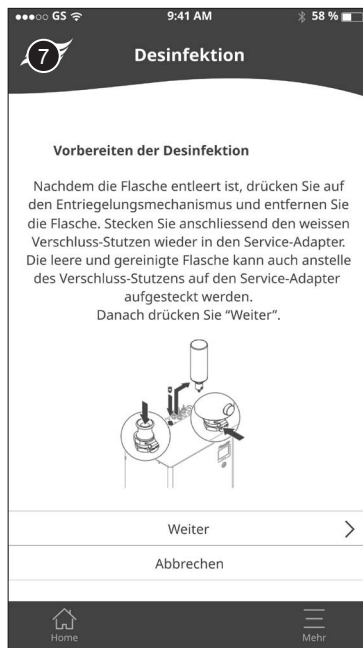 GS 9:41 AM 58 %
7
Desinfektion
Vorbereiten der Desinfektion
Nachdem die Flasche entleert ist, drücken Sie auf
den Entriegelungsmechanismus und entfernen Sie
die Flasche. Stecken Sie anschliessend den weissen
Verschluss-Stutzen wieder in den Service-Adapter.
Die leere und gereinigte Flasche kann auch anstelle
des Verschluss-Stutzens auf den Service-Adapter
aufgesteckt werden.
Danach drücken Sie “Weiter”.
Weiter
Abbrechen
Home Mehr